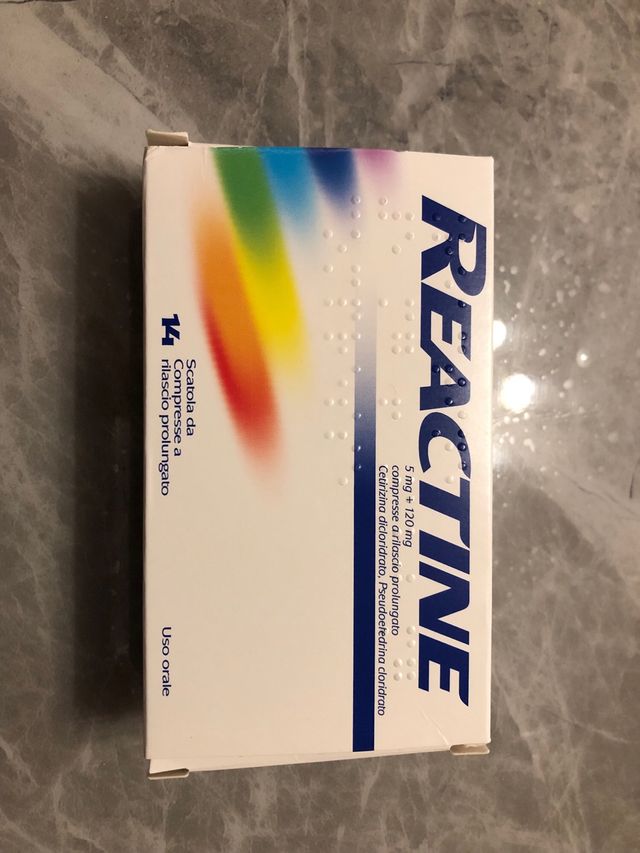 REACTINE
5 mg + 120 mg
compresse a rilascio prolungato
Cetirizina dicloridrato, Pseudoefedrina cloridrato
14
Scatola da
Compresse a
rilascio prolungato
Uso orale